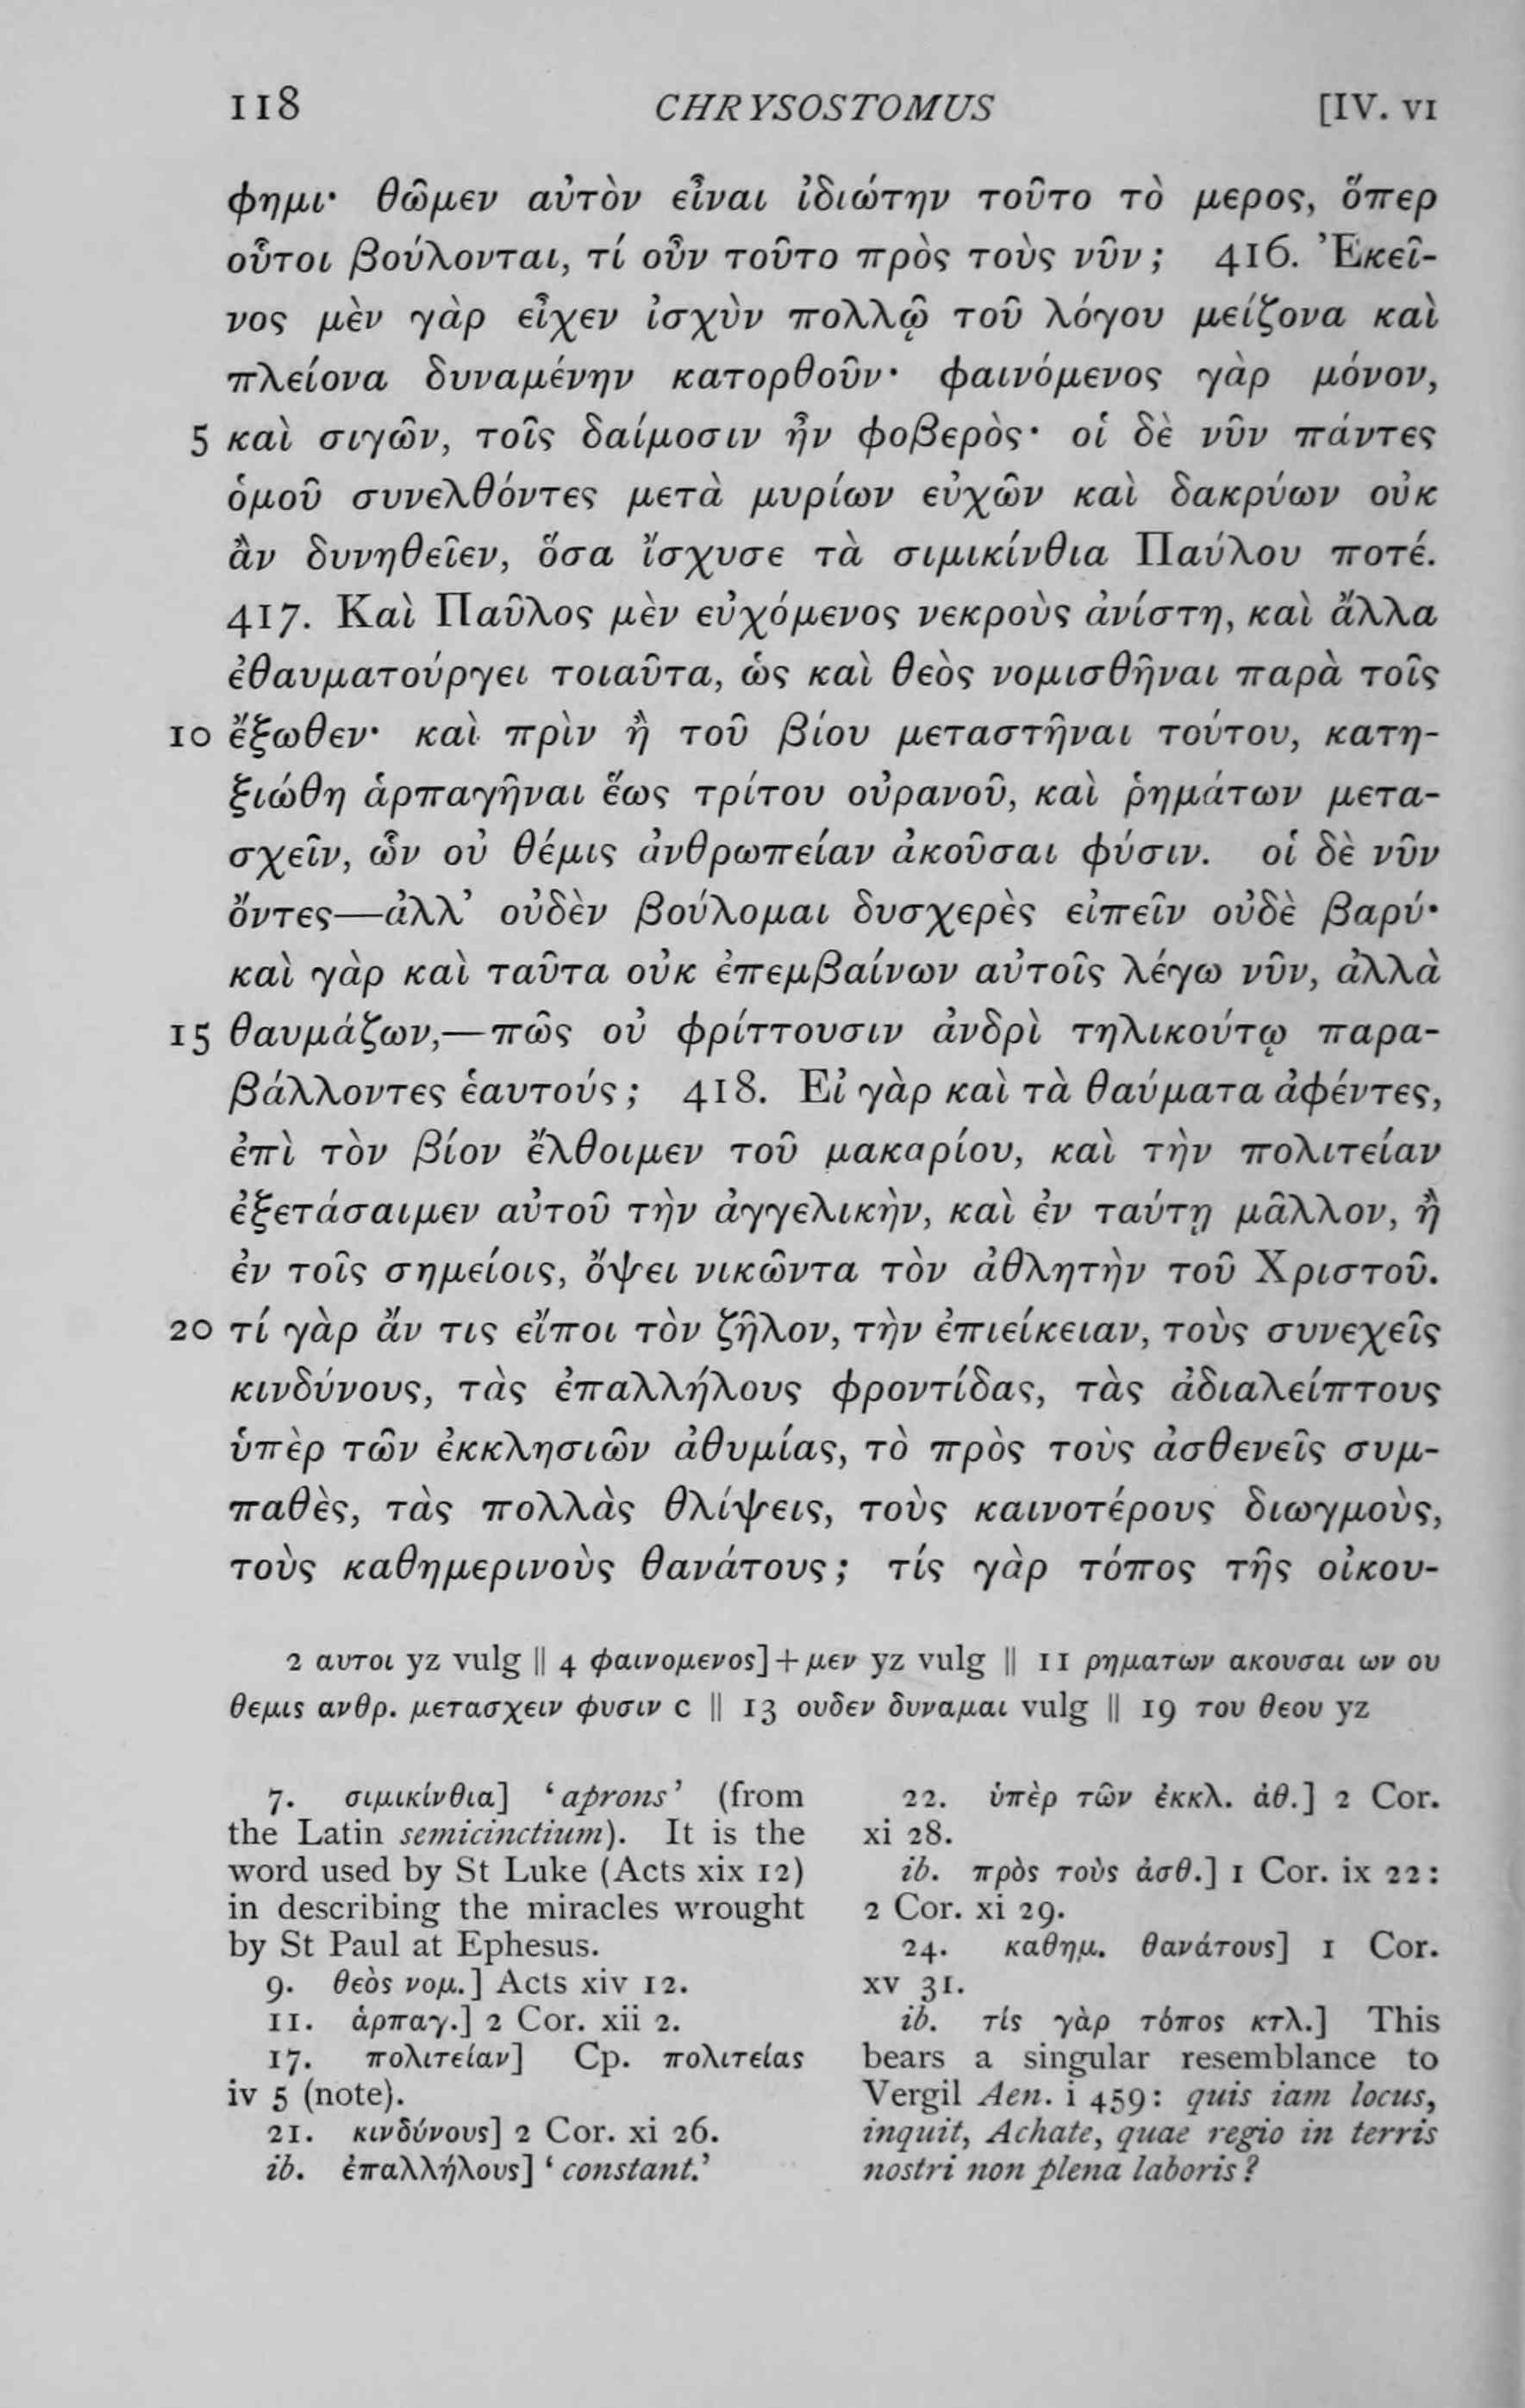 118 CHRYSOSTOMUS [IV. VI
φημι· θῶμεν αὐτὸν εἶναι ἰδιώτην τοῦτο τὸ μερος, ὅπερ
οὗτοι βούλονται, τί οὖν τοῦτο πρὸς τοὺς νῦν; 416. Ἐκεῖ-
νος μὲν γὰρ εἶχεν ἰσχὺν πολλῷ τοῦ λόγου μείζονα καὶ
πλείονα δυναμένην κατορθοῦν· φαινόμενος γὰρ μόνον,
5 καὶ σιγῶν, τοῖς δαίμοσιν ἦν φοβερὸς· οἱ δὲ νῦν πάντες
ὁμοῦ συνελθόντες μετὰ μυρίων εὐχῶν καὶ δακρύων οὐκ
ἂν δυνηθεῖεν, ὅσα ἴσχυσε τὰ σιμικίνθια Παύλου ποτέ.
417. Καὶ Παῦλος μὲν εὐχόμενος νεκροὺς ἀνίστη, καὶ ἄλλα
ἐθαυματούργει τοιαῦτα, ὡς καὶ θεὸς νομισθῆναι παρὰ τοῖς
10 ἔξωθεν· καὶ πρὶν ἢ τοῦ βίου μεταστῆναι τούτου, κατη-
ξιώθη ἁρπαγῆναι ἕως τρίτου οὐρανοῦ, καὶ ῥημάτων μετα-
σχεῖν, ὧν οὐ θέμις ἀνθρωπείαν ἀκοῦσαι φύσιν. οἱ δὲ νῦν
ὄντες—ἀλλ’ οὐδὲν βούλομαι δυσχερὲς εἰπεῖν οὐδὲ βαρύ·
καὶ γὰρ καὶ ταῦτα οὐκ ἐπεμβαίνων αὐτοῖς λέγω νῦν, ἀλλὰ
15 θαυμάζων,—πῶς οὐ φρίττουσιν ἀνδρὶ τηλικούτῳ παρα-
βάλλοντες ἑαυτούς; 418. Εἰ γὰρ καὶ τὰ θαύματα ἀφέντες,
ἐπὶ τὸν βίον ἔλθοιμεν τοῦ μακαρίου, καὶ τὴν πολιτείαν
ἐξετάσαιμεν αὐτοῦ τὴν ἀγγελικὴν, καὶ ἐν ταύτῃ μᾶλλον, ἢ
ἐν τοῖς σημείοις, ὄψει νικῶντα τὸν ἀθλητὴν τοῦ Χριστοῦ.
20 τί γὰρ ἄν τις εἴποι τὸν ζῆλον, τὴν ἐπιείκειαν, τοὺς συνεχεῖς
κινδύνους, τὰς ἐπαλλήλους φροντίδας, τὰς ἀδιαλείπτους
ὑπὲρ τῶν ἐκκλησιῶν ἀθυμίας, τὸ πρὸς τοὺς ἀσθενεῖς συμ-
παθὲς, τὰς πολλὰς θλίψεις, τοὺς καινοτέρους διωγμοὺς,
τοὺς καθημερινοὺς θανάτους; τίς γὰρ τόπος τῆς οἰκου-
2 αυτοι yz vulg || 4 φαινομενος]+μεν yz vulg || 11 ρηματων ακουσαι ων ου
θεμις ανθρ. μετασχειν φυσιν c || 13 ουδεν δυναμαι vulg || 19 του θεου yz
7. σιμικίνθια] ‘aprons’ (from
the Latin semicinctium). It is the
word used by St Luke (Acts xix 12)
in describing the miracles wrought
by St Paul at Ephesus.
9. θεὸς νομ.] Acts xiv 12.
11. ἁρπαγ.] 2 Cor. xii 2.
17. πολιτείαν] Cp. πολιτείας
iv 5 (note).
21. κινδύνους] 2 Cor. xi 26.
ib. ἐπαλλήλους] ‘constant.’
22. ὑπὲρ τῶν ἐκκλ. ἀθ.] 2 Cor.
xi 28.
ib. πρὸς τοὺς ἀσθ.] 1 Cor. ix 22:
2 Cor. xi 29.
24. καθημ. θανάτους] 1 Cor.
xv 31.
ib. τίς γὰρ τόπος κτλ.] This
bears a singular resemblance to
Vergil Aen. i 459: quis iam locus,
inquit, Achate, quae regio in terris
nostri non plena laboris?